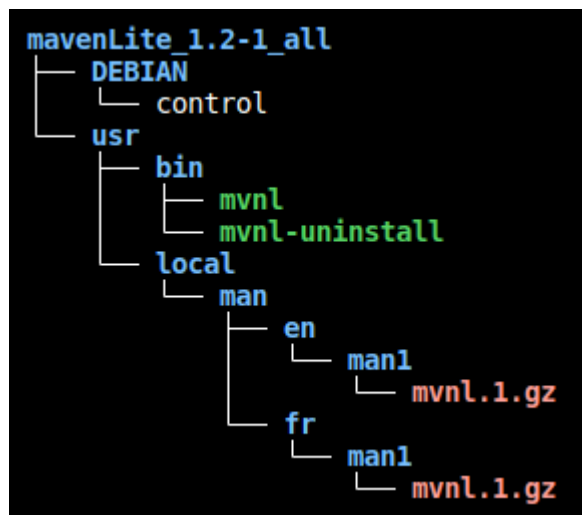 mavenLite_1.2-1_all
DEBIAN
control
usr
bin
mvnl
mvnl-uninstall
local
man
en
man1
mvnl.1.gz
fr
man1
mvnl.1.gz